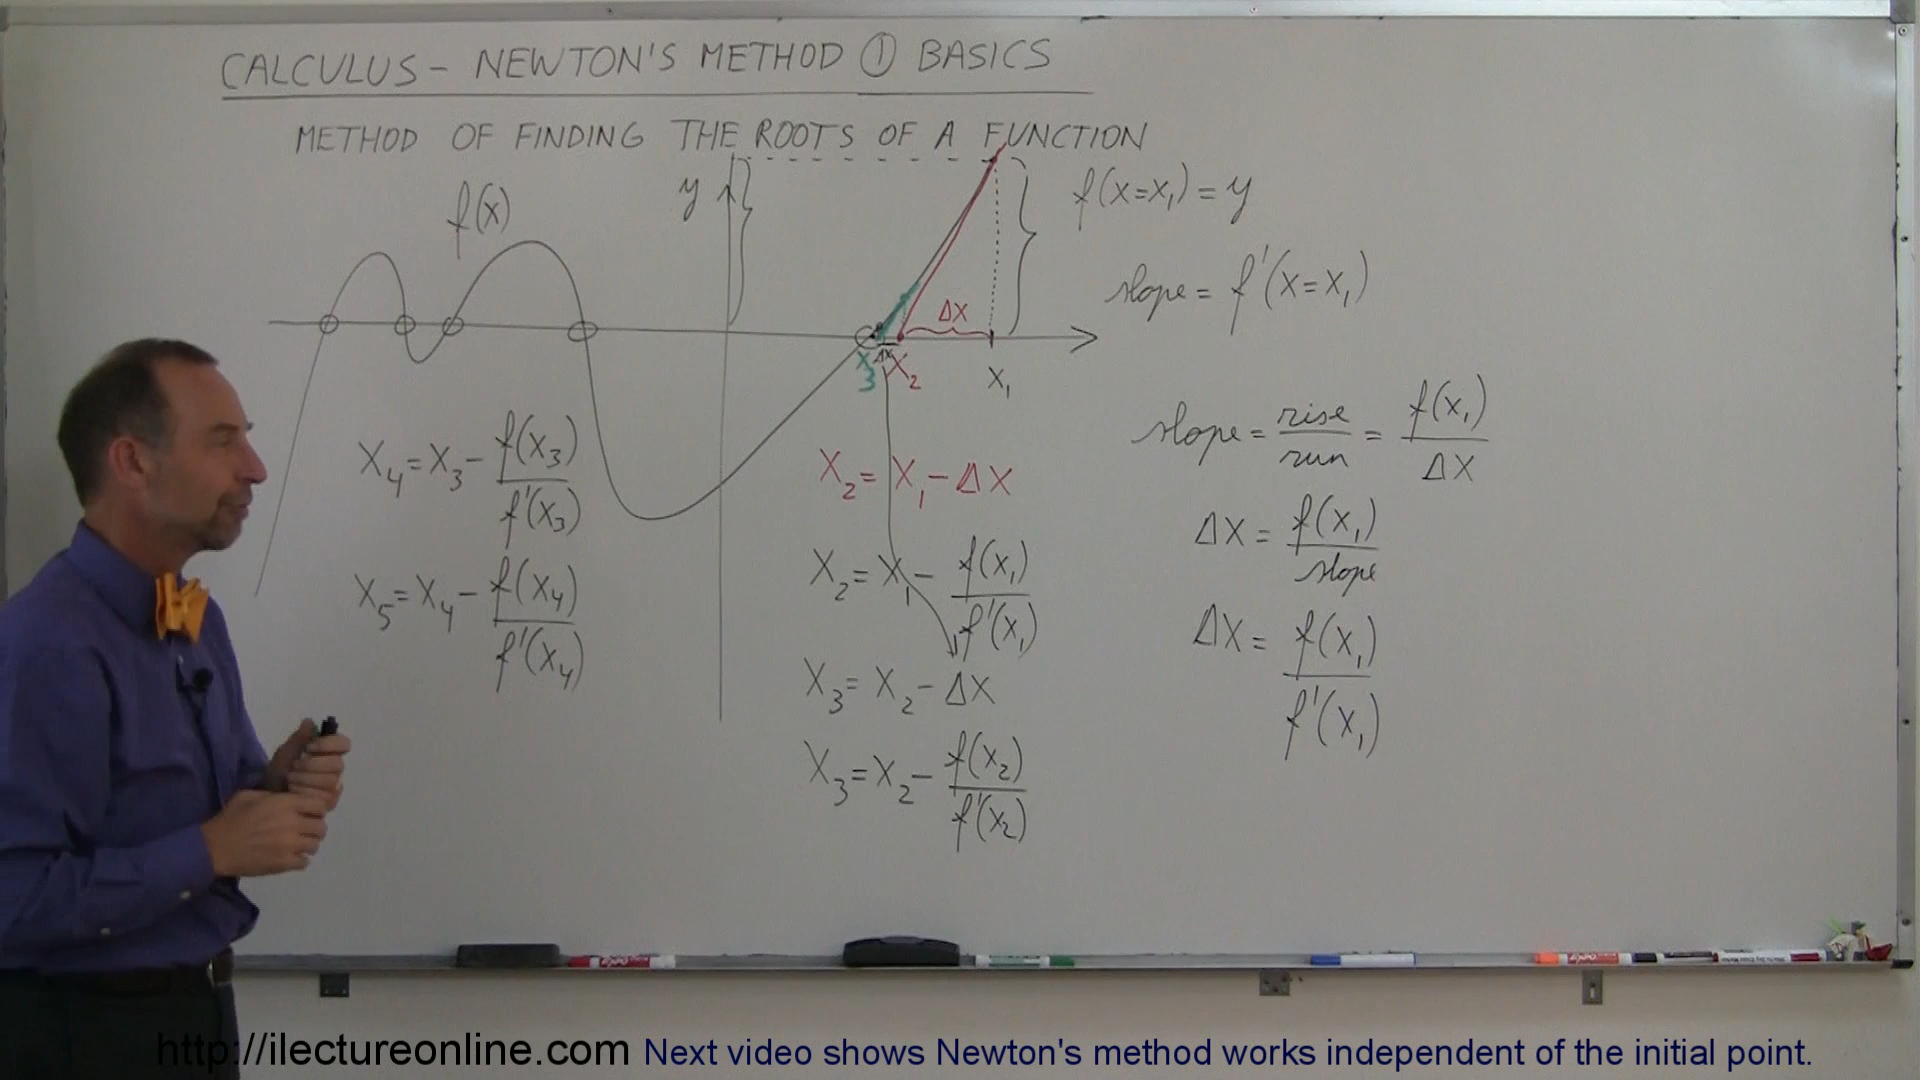 CALCULUS - NEWTON'S METHOD ① BASICS
METHOD OF FINDING THE ROOTS OF A FUNCTION
f(x)
y
f(x=x₁) = y
slope = f'(x=x₁)
Δx
x₃ Δx x₂
x₁
slope = rise/run = f(x₁)/Δx
Δx = f(x₁)/slope
Δx = f(x₁)/f'(x₁)
x₂ = x₁ - Δx
x₂ = x₁ - f(x₁)/f'(x₁)
x₃ = x₂ - Δx
x₃ = x₂ - f(x₂)/f'(x₂)
x₄ = x₃ - f(x₃)/f'(x₃)
x₅ = x₄ - f(x₄)/f'(x₄)
http://ilectureonline.com Next video shows Newton's method works independent of the initial point.